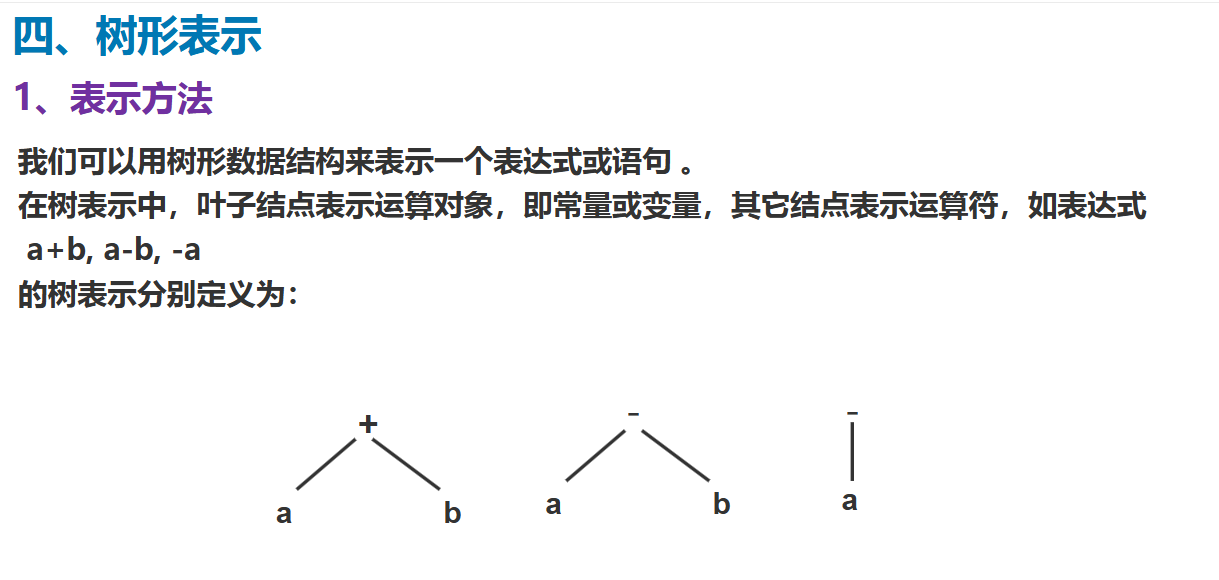 四、树形表示
1、表示方法
我们可以用树形数据结构来表示一个表达式或语句 。
在树表示中，叶子结点表示运算对象，即常量或变量，其它结点表示运算符，如表达式
a+b, a-b, -a
的树表示分别定义为：
+ - -
a b a b a